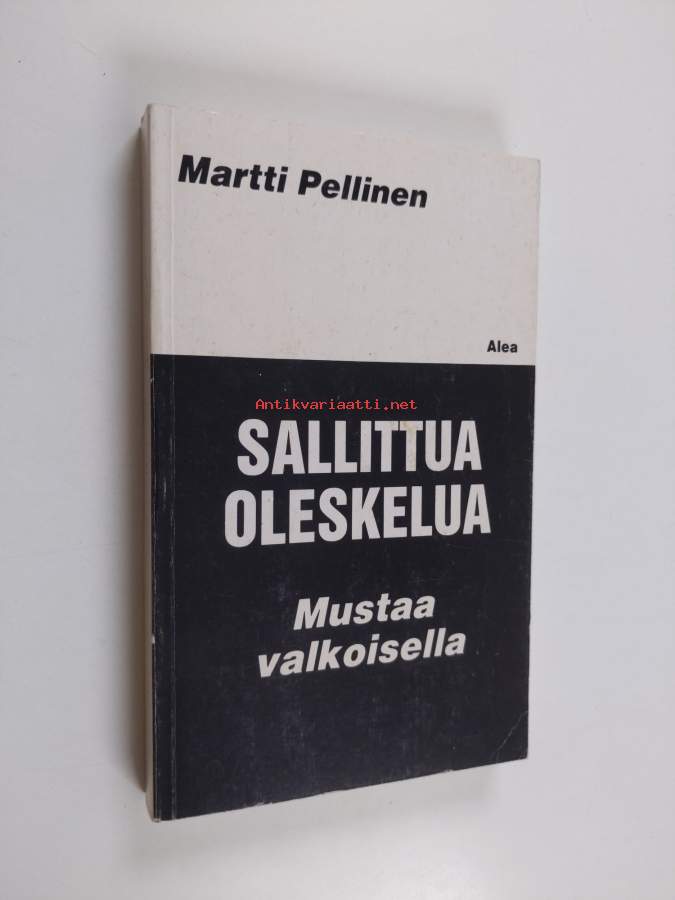 Martti Pellinen
Alea
Antikvariaatti.net
SALLITTUA
OLESKELUA
Mustaa
valkoisella